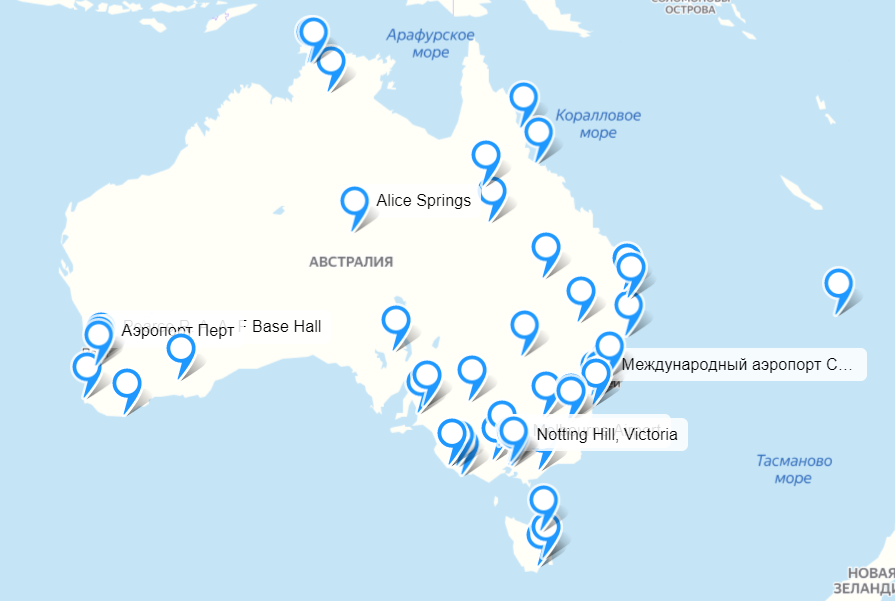 СОЛОМОНОВЫ
ОСТРОВА
Арафурское
море
Коралловое
море
Alice Springs
АВСТРАЛИЯ
Base Hall
Аэропорт Перт
Международный аэропорт С...
Notting Hill, Victoria
Тасманово
море
НОВАЯ
ЗЕЛАНДИ